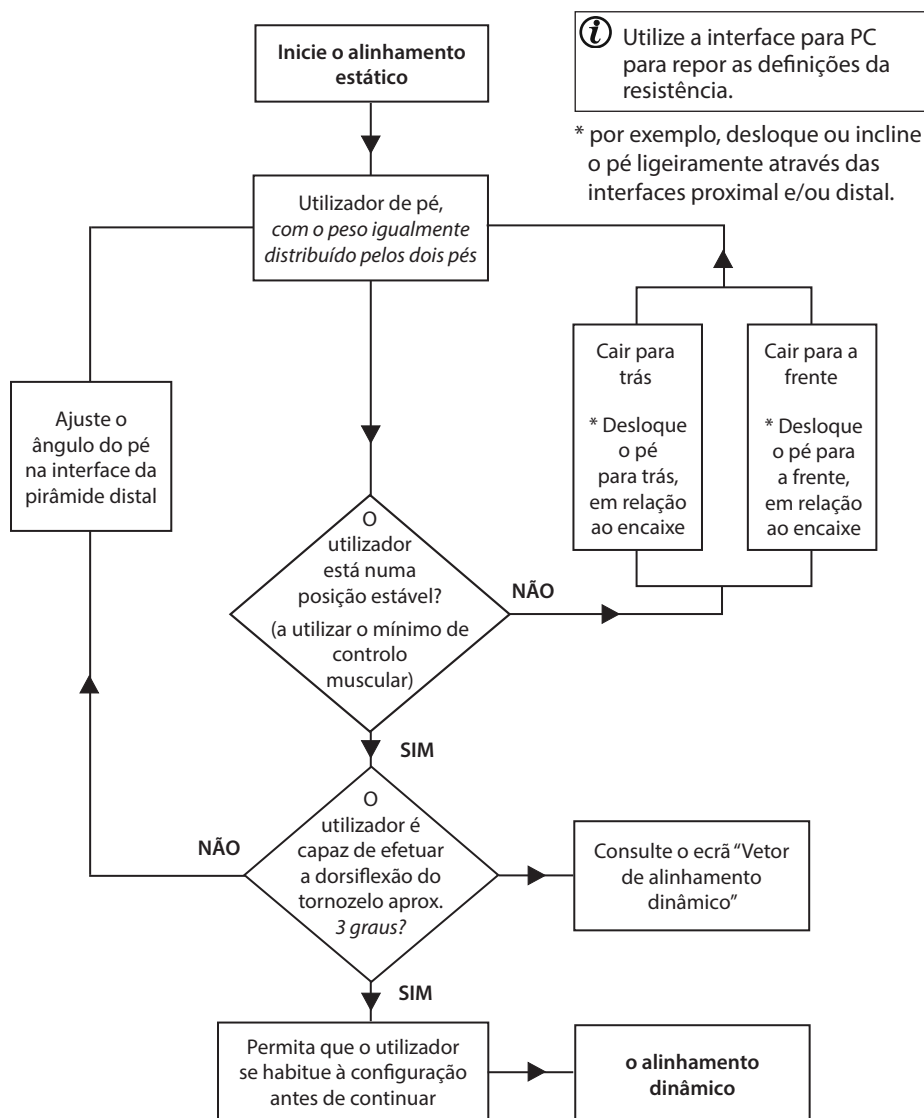 Inicie o alinhamento
estático
i
Utilize a interface para PC
para repor as definições da
resistência.
* por exemplo, desloque ou incline
o pé ligeiramente através das
interfaces proximal e/ou distal.
Utilizador de pé,
com o peso igualmente
distribuído pelos dois pés
Cair para
trás
* Desloque
o pé
para trás,
em relação
ao encaixe
Cair para a
frente
* Desloque
o pé para
a frente,
em relação
ao encaixe
Ajuste o
ângulo do pé
na interface da
pirâmide distal
O
utilizador
está numa
posição estável?
(a utilizar o mínimo de
controlo
muscular)
NÃO
SIM
O
utilizador é
capaz de efetuar
a dorsiflexão do
tornozelo aprox.
3 graus?
NÃO
Consulte o ecrã “Vetor
de alinhamento
dinâmico”
SIM
Permita que o utilizador
se habitue à configuração
antes de continuar
o alinhamento
dinâmico